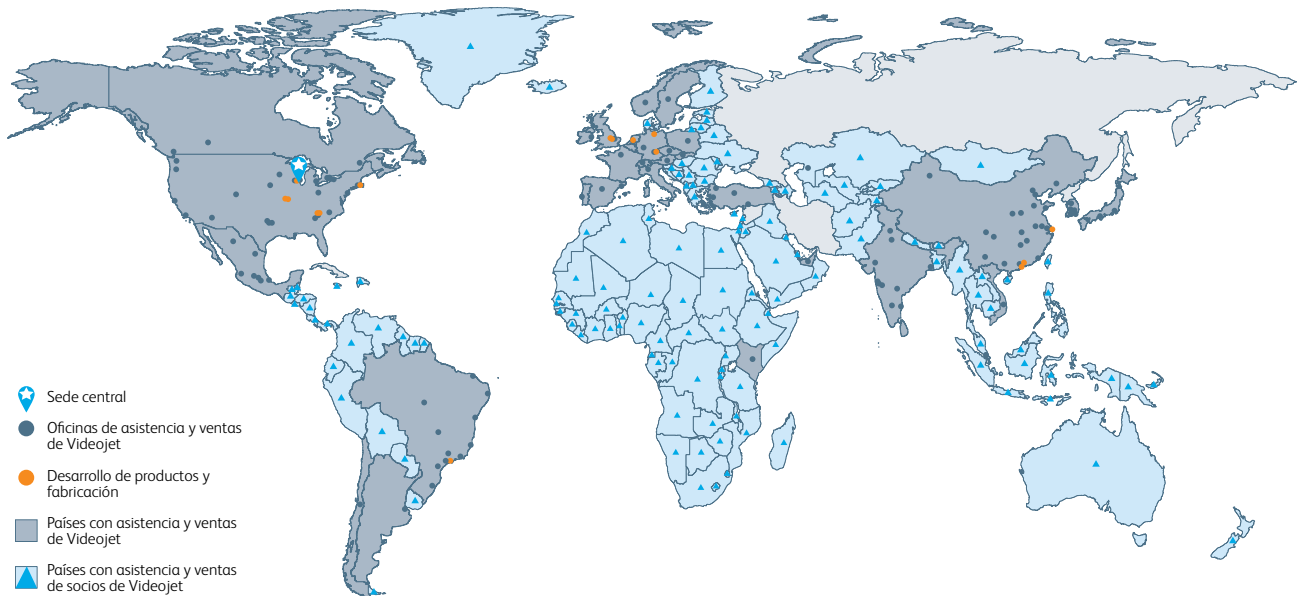 Sede central
Oficinas de asistencia y ventas
de Videojet
Desarrollo de productos y
fabricación
Países con asistencia y ventas
de Videojet
Países con asistencia y ventas
de socios de Videojet